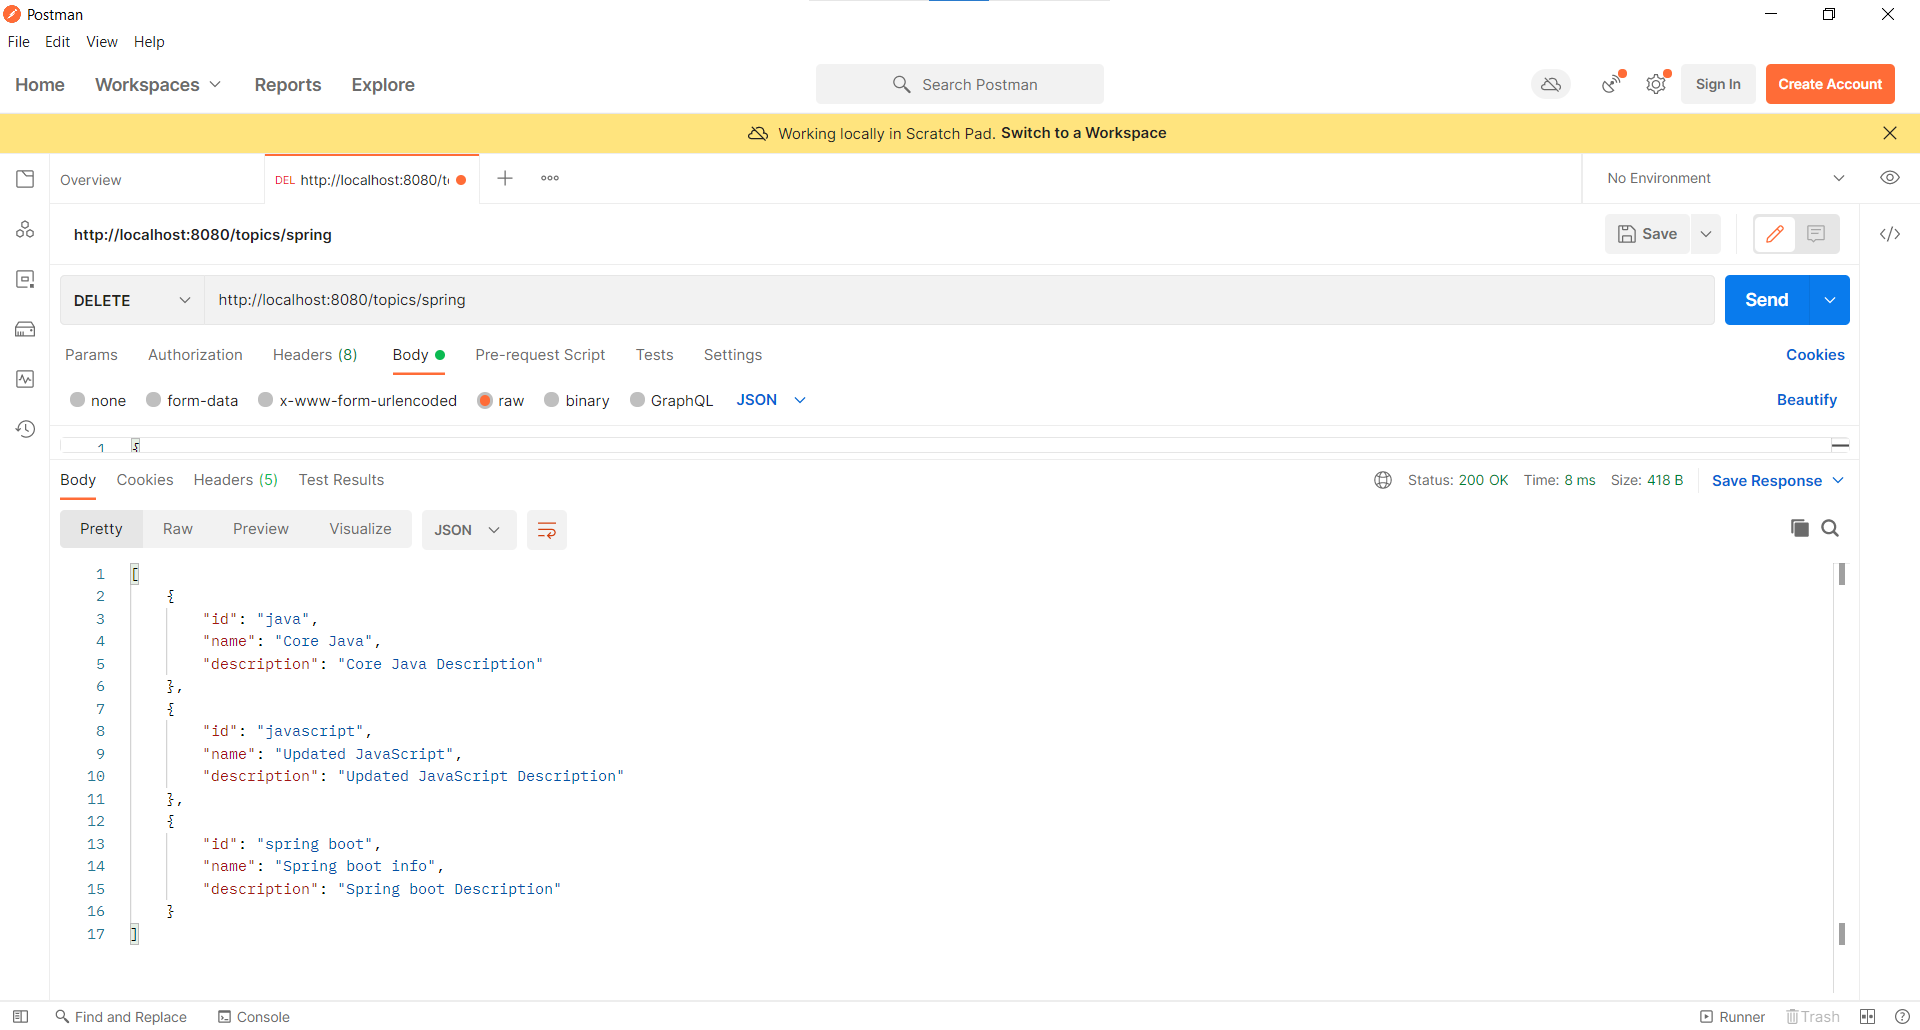 Postman
File Edit View Help
Home Workspaces Reports Explore Search Postman Sign In Create Account
Working locally in Scratch Pad. Switch to a Workspace
Overview DEL http://localhost:8080/t No Environment
http://localhost:8080/topics/spring Save </>
DELETE http://localhost:8080/topics/spring Send
Params Authorization Headers (8) Body Pre-request Script Tests Settings Cookies
none form-data x-www-form-urlencoded raw binary GraphQL JSON Beautify
1 {
Body Cookies Headers (5) Test Results Status: 200 OK Time: 8 ms Size: 418 B Save Response
Pretty Raw Preview Visualize JSON
1 [
2 {
3 "id": "java",
4 "name": "Core Java",
5 "description": "Core Java Description"
6 },
7 {
8 "id": "javascript",
9 "name": "Updated JavaScript",
10 "description": "Updated JavaScript Description"
11 },
12 {
13 "id": "spring boot",
14 "name": "Spring boot info",
15 "description": "Spring boot Description"
16 }
17 ]
Find and Replace Console Runner Trash